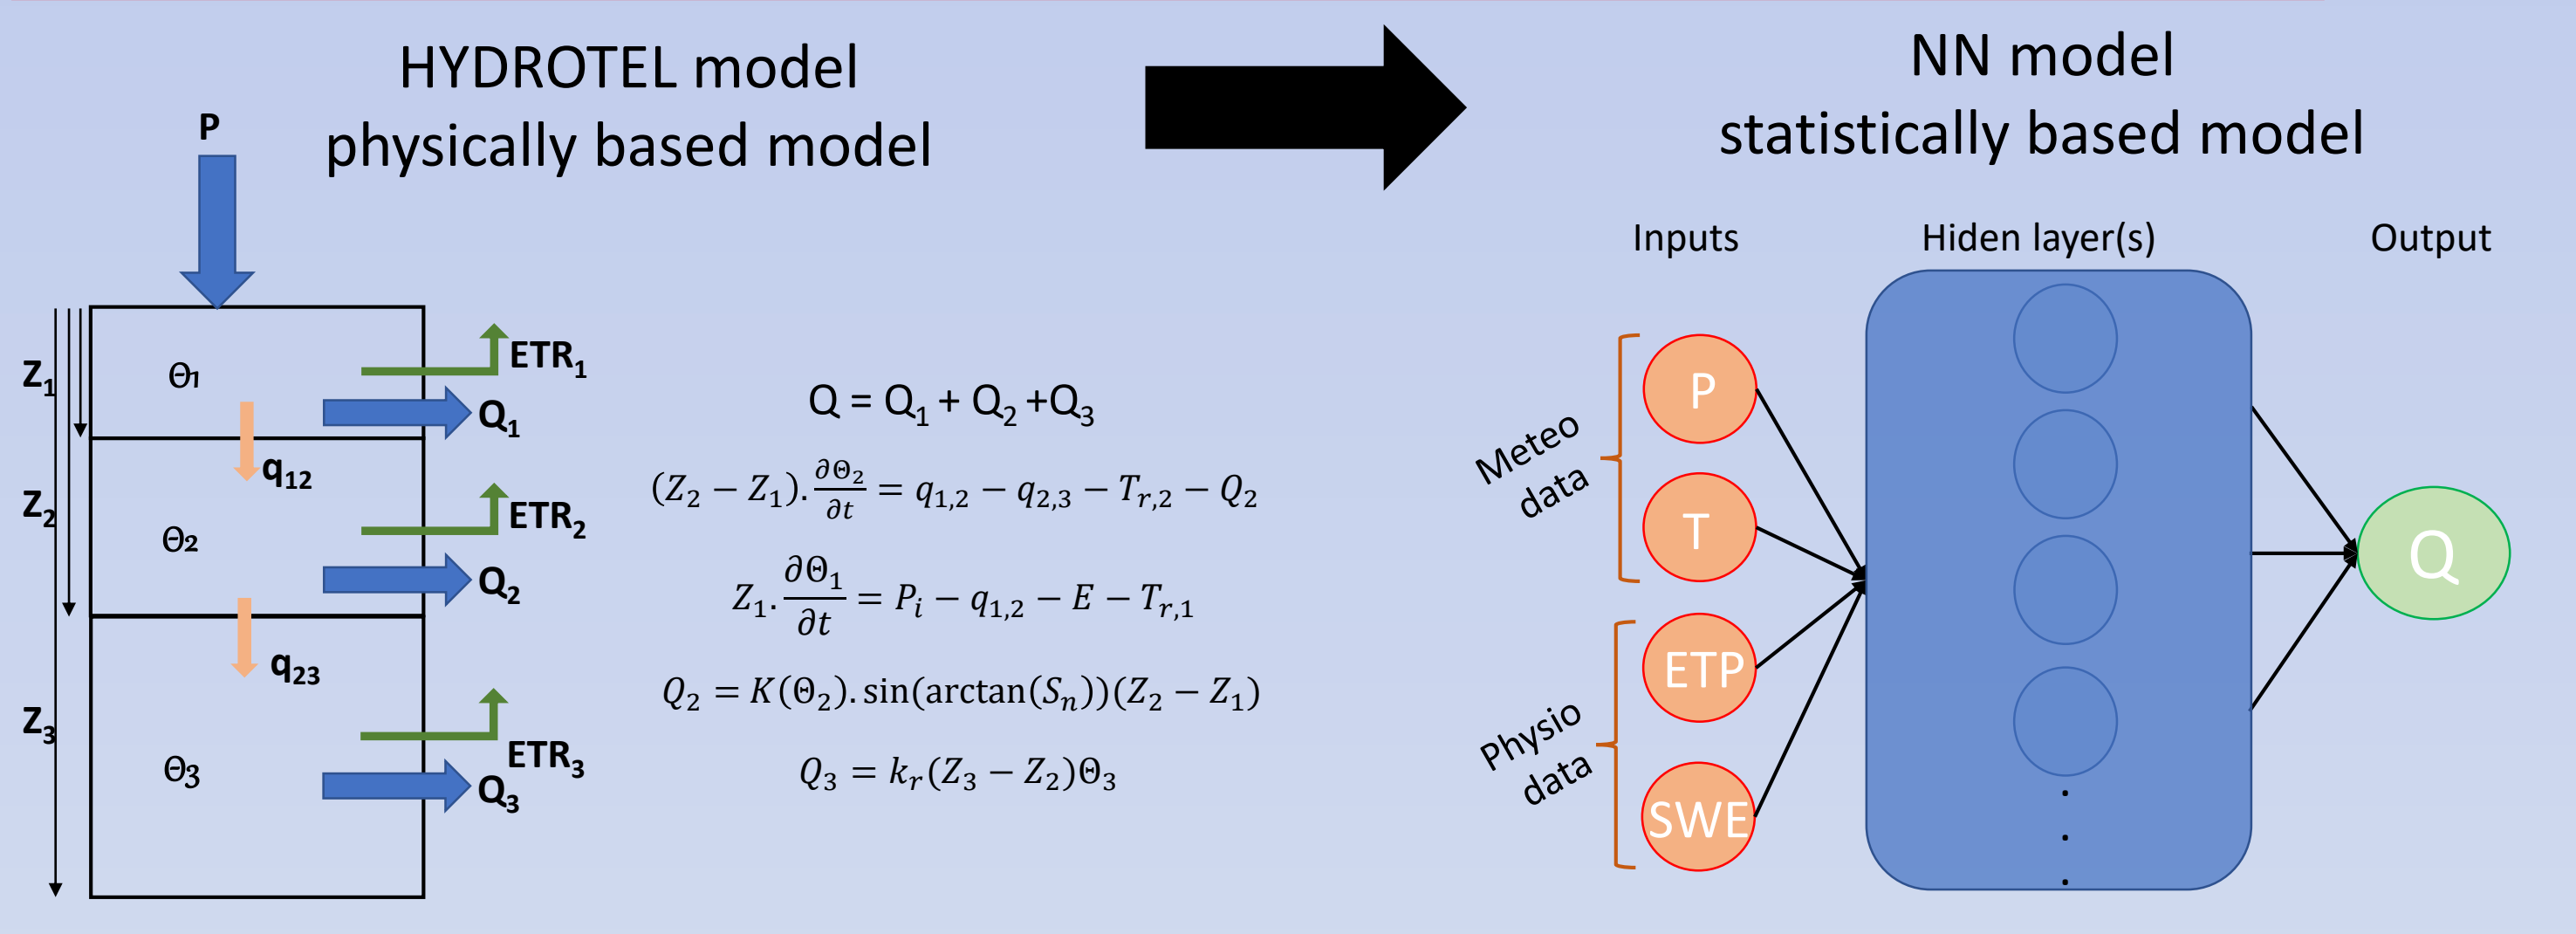 HYDROTEL model
physically based model
P
Z₁
Θ1
ETR₁
Q₁
q₁₂
Z₂
Θ2
ETR₂
Q₂
q₂₃
Z₃
Θ3
ETR₃
Q₃
Q = Q₁ + Q₂ +Q₃
(Z₂ − Z₁). ∂Θ₂/∂t = q₁,₂ − q₂,₃ − Tᵣ,₂ − Q₂
Z₁. ∂Θ₁/∂t = Pᵢ − q₁,₂ − E − Tᵣ,₁
Q₂ = K(Θ₂). sin(arctan(Sₙ))(Z₂ − Z₁)
Q₃ = kᵣ(Z₃ − Z₂)Θ₃
NN model
statistically based model
Inputs
Hiden layer(s)
Output
Meteo
data
P
T
Physio
data
ETP
SWE
Q